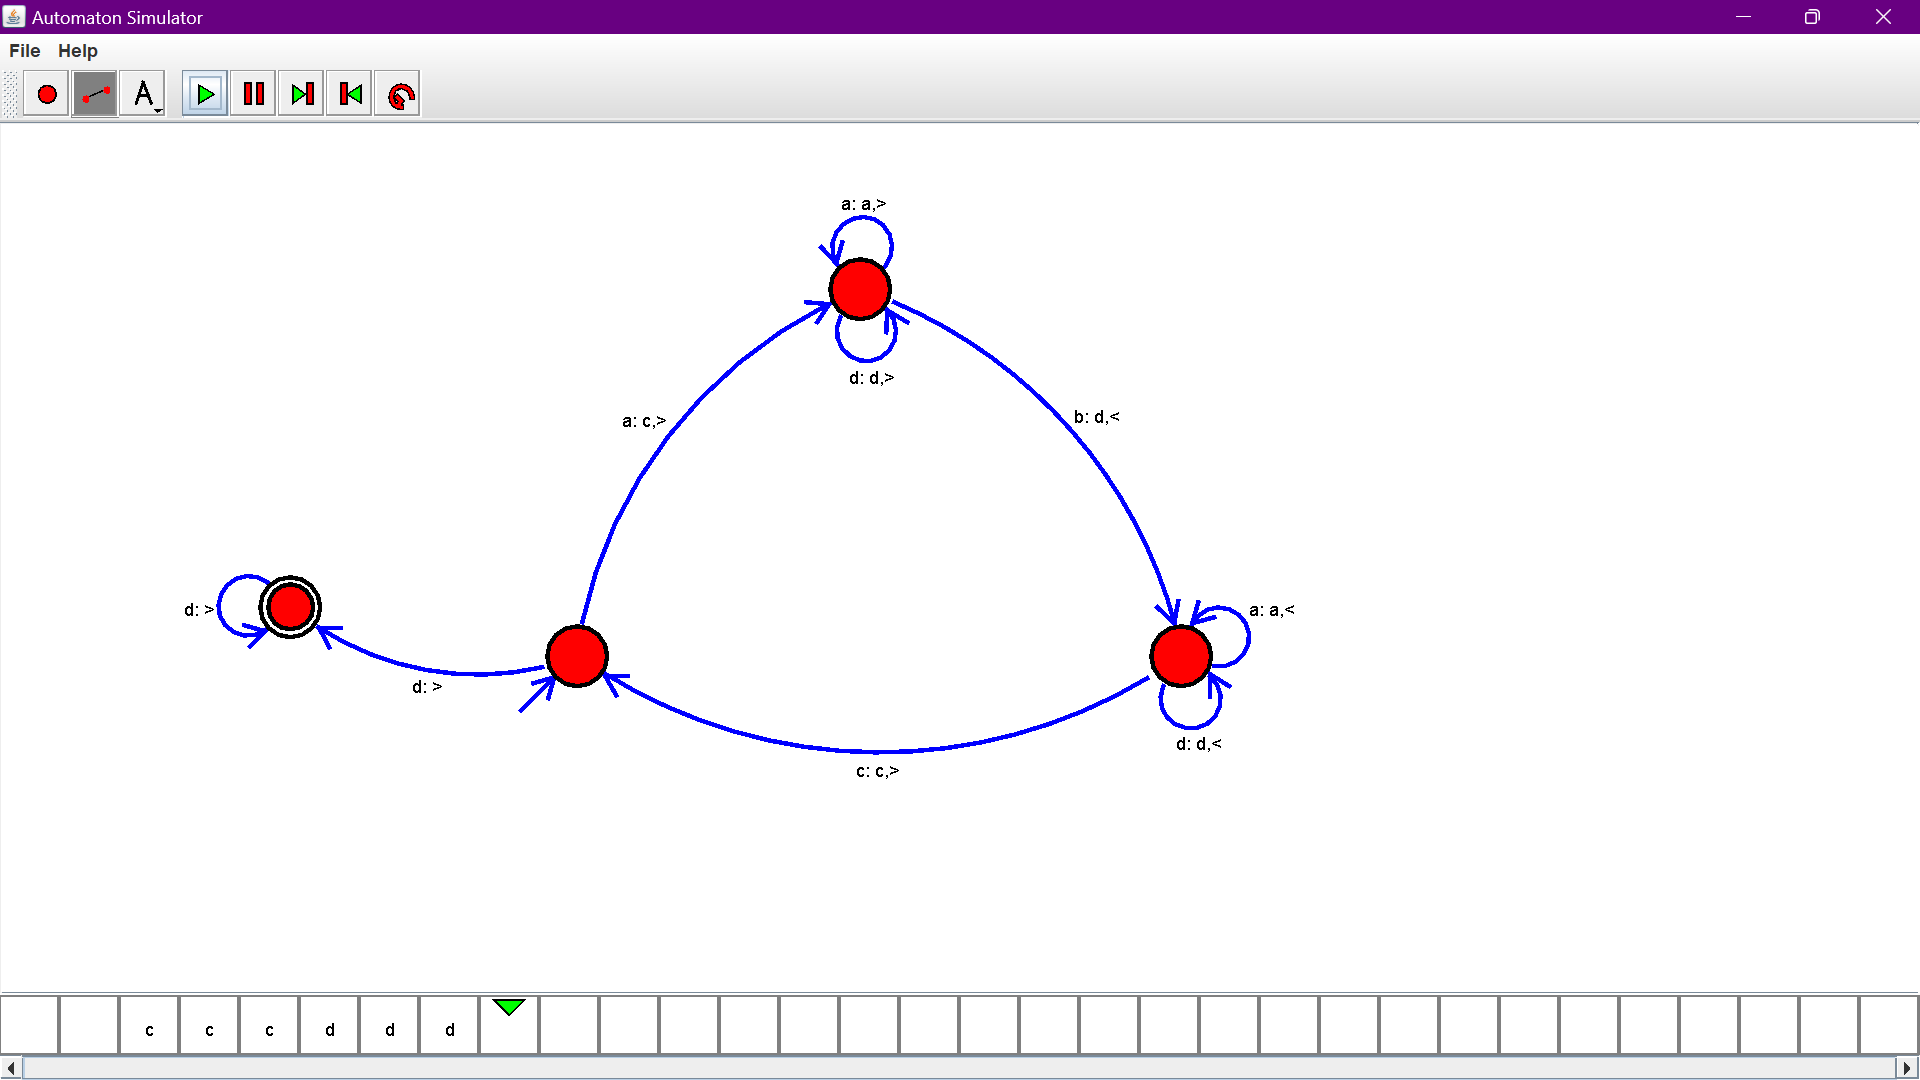 Automaton Simulator
File Help
A
a: a,>
d: d,>
a: c,>
b: d,<
d: >
a: a,<
d: >
d: d,<
c: c,>
c c c d d d